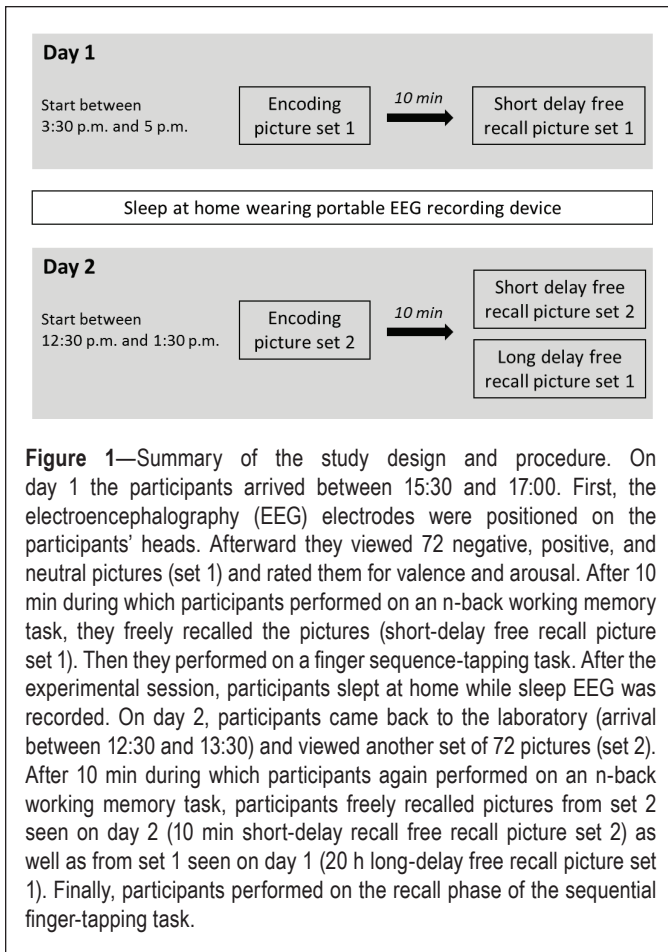 Day 1
Start between
3:30 p.m. and 5 p.m.
Encoding
picture set 1
10 min
Short delay free
recall picture set 1
Sleep at home wearing portable EEG recording device
Day 2
Start between
12:30 p.m. and 1:30 p.m.
Encoding
picture set 2
10 min
Short delay free
recall picture set 2
Long delay free
recall picture set 1
Figure 1—Summary of the study design and procedure. On
day 1 the participants arrived between 15:30 and 17:00. First, the
electroencephalography (EEG) electrodes were positioned on the
participants' heads. Afterward they viewed 72 negative, positive, and
neutral pictures (set 1) and rated them for valence and arousal. After 10
min during which participants performed on an n-back working memory
task, they freely recalled the pictures (short-delay free recall picture
set 1). Then they performed on a finger sequence-tapping task. After the
experimental session, participants slept at home while sleep EEG was
recorded. On day 2, participants came back to the laboratory (arrival
between 12:30 and 13:30) and viewed another set of 72 pictures (set 2).
After 10 min during which participants again performed on an n-back
working memory task, participants freely recalled pictures from set 2
seen on day 2 (10 min short-delay recall free recall picture set 2) as
well as from set 1 seen on day 1 (20 h long-delay free recall picture set
1). Finally, participants performed on the recall phase of the sequential
finger-tapping task.